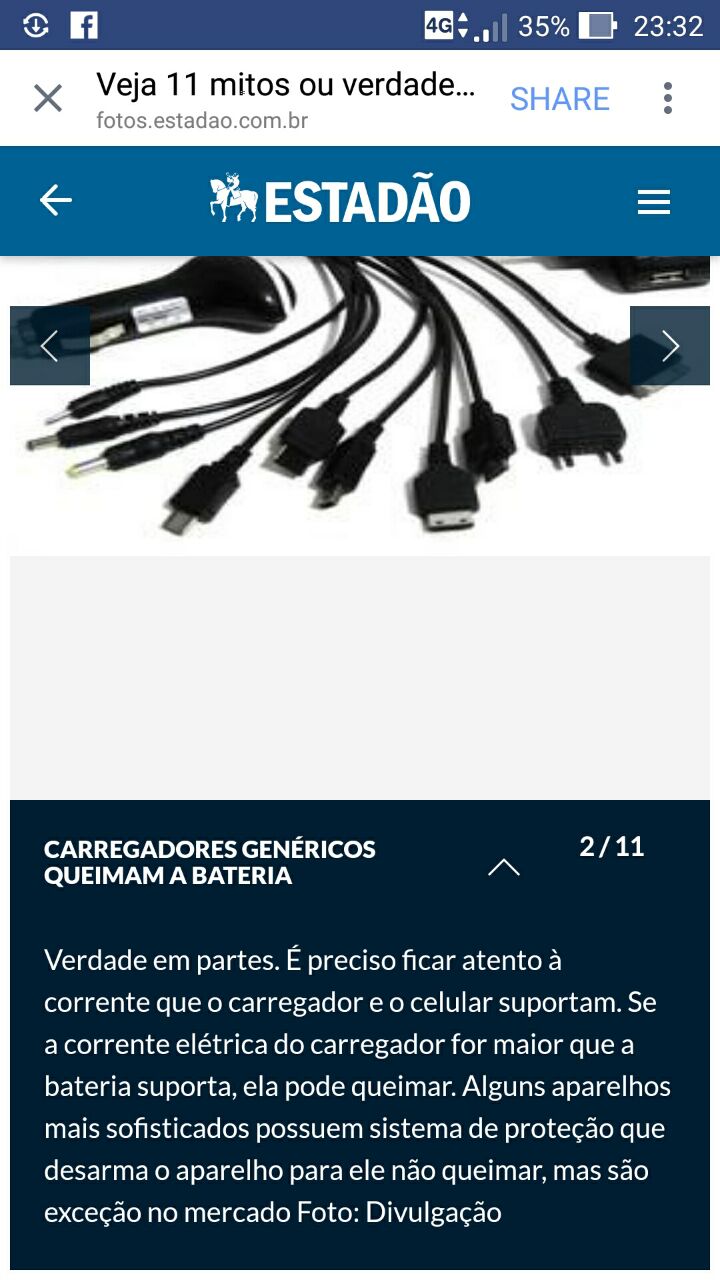 4G 35% 23:32
Veja 11 mitos ou verdade... SHARE
fotos.estadao.com.br
ESTADÃO
CARREGADORES GENÉRICOS 2 / 11
QUEIMAM A BATERIA
Verdade em partes. É preciso ficar atento à
corrente que o carregador e o celular suportam. Se
a corrente elétrica do carregador for maior que a
bateria suporta, ela pode queimar. Alguns aparelhos
mais sofisticados possuem sistema de proteção que
desarma o aparelho para ele não queimar, mas são
exceção no mercado Foto: Divulgação